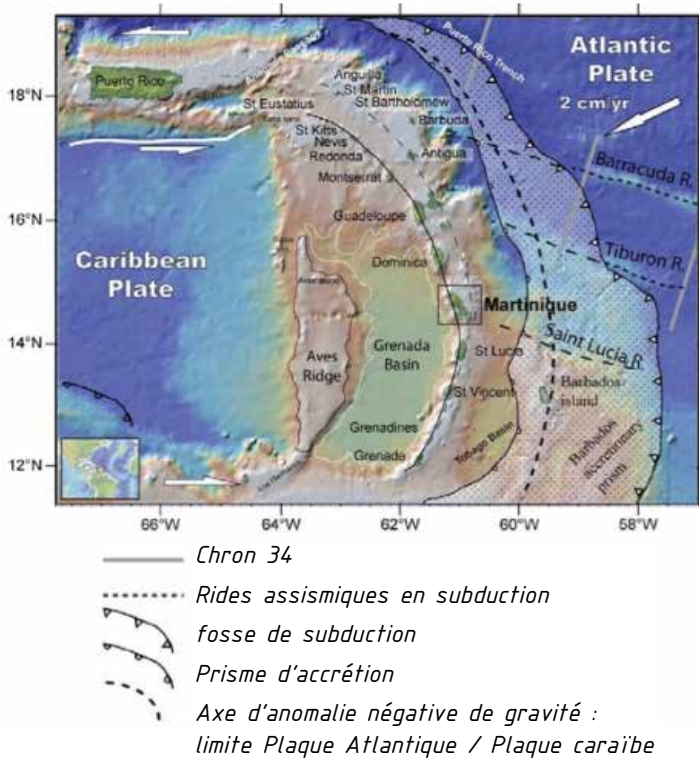 Puerto Rico Trench
Atlantic
Plate
2 cm/yr
Puerto Rico
Anguilla
St Martin
St Bartholomew
St Eustatius
Barbuda
St Kitts
Nevis
Redonda
Antigua
Montserrat
Barracuda R.
Guadeloupe
Tiburon R.
Caribbean
Plate
Dominica
Martinique
Aves
Ridge
Grenada
Basin
St Lucia
Saint Lucia R.
St Vincent
Barbados
island
Grenadines
Tobago Basin
Barbados
accretionary
prism
Grenade
18°N
16°N
14°N
12°N
66°W
64°W
62°W
60°W
58°W
Chron 34
Rides assismiques en subduction
fosse de subduction
Prisme d'accrétion
Axe d'anomalie négative de gravité :
limite Plaque Atlantique / Plaque caraïbe